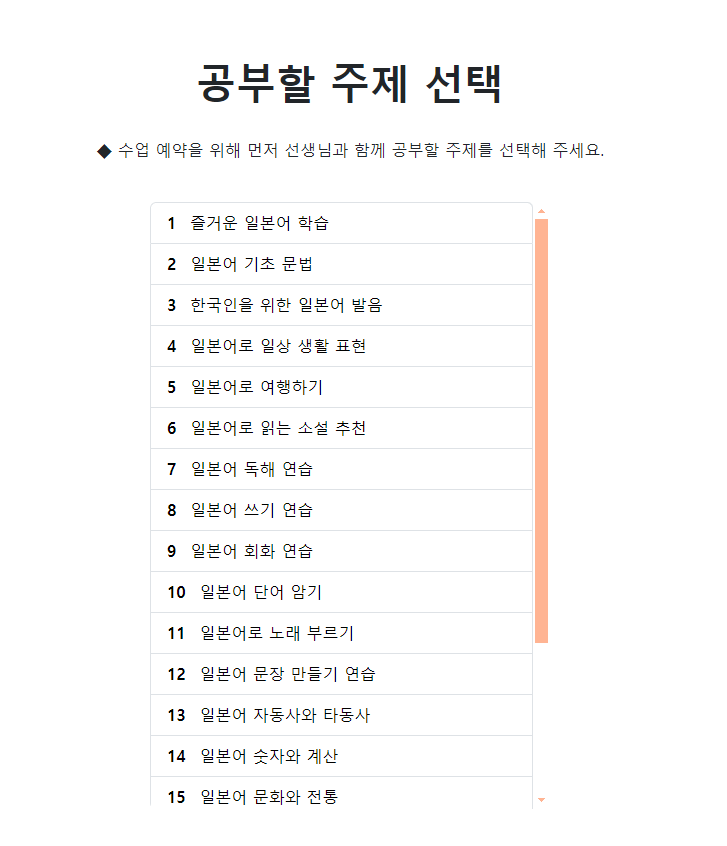 공부할 주제 선택
◆ 수업 예약을 위해 먼저 선생님과 함께 공부할 주제를 선택해 주세요.
1 즐거운 일본어 학습
2 일본어 기초 문법
3 한국인을 위한 일본어 발음
4 일본어로 일상 생활 표현
5 일본어로 여행하기
6 일본어로 읽는 소설 추천
7 일본어 독해 연습
8 일본어 쓰기 연습
9 일본어 회화 연습
10 일본어 단어 암기
11 일본어로 노래 부르기
12 일본어 문장 만들기 연습
13 일본어 자동사와 타동사
14 일본어 숫자와 계산
15 일본어 문화와 전통